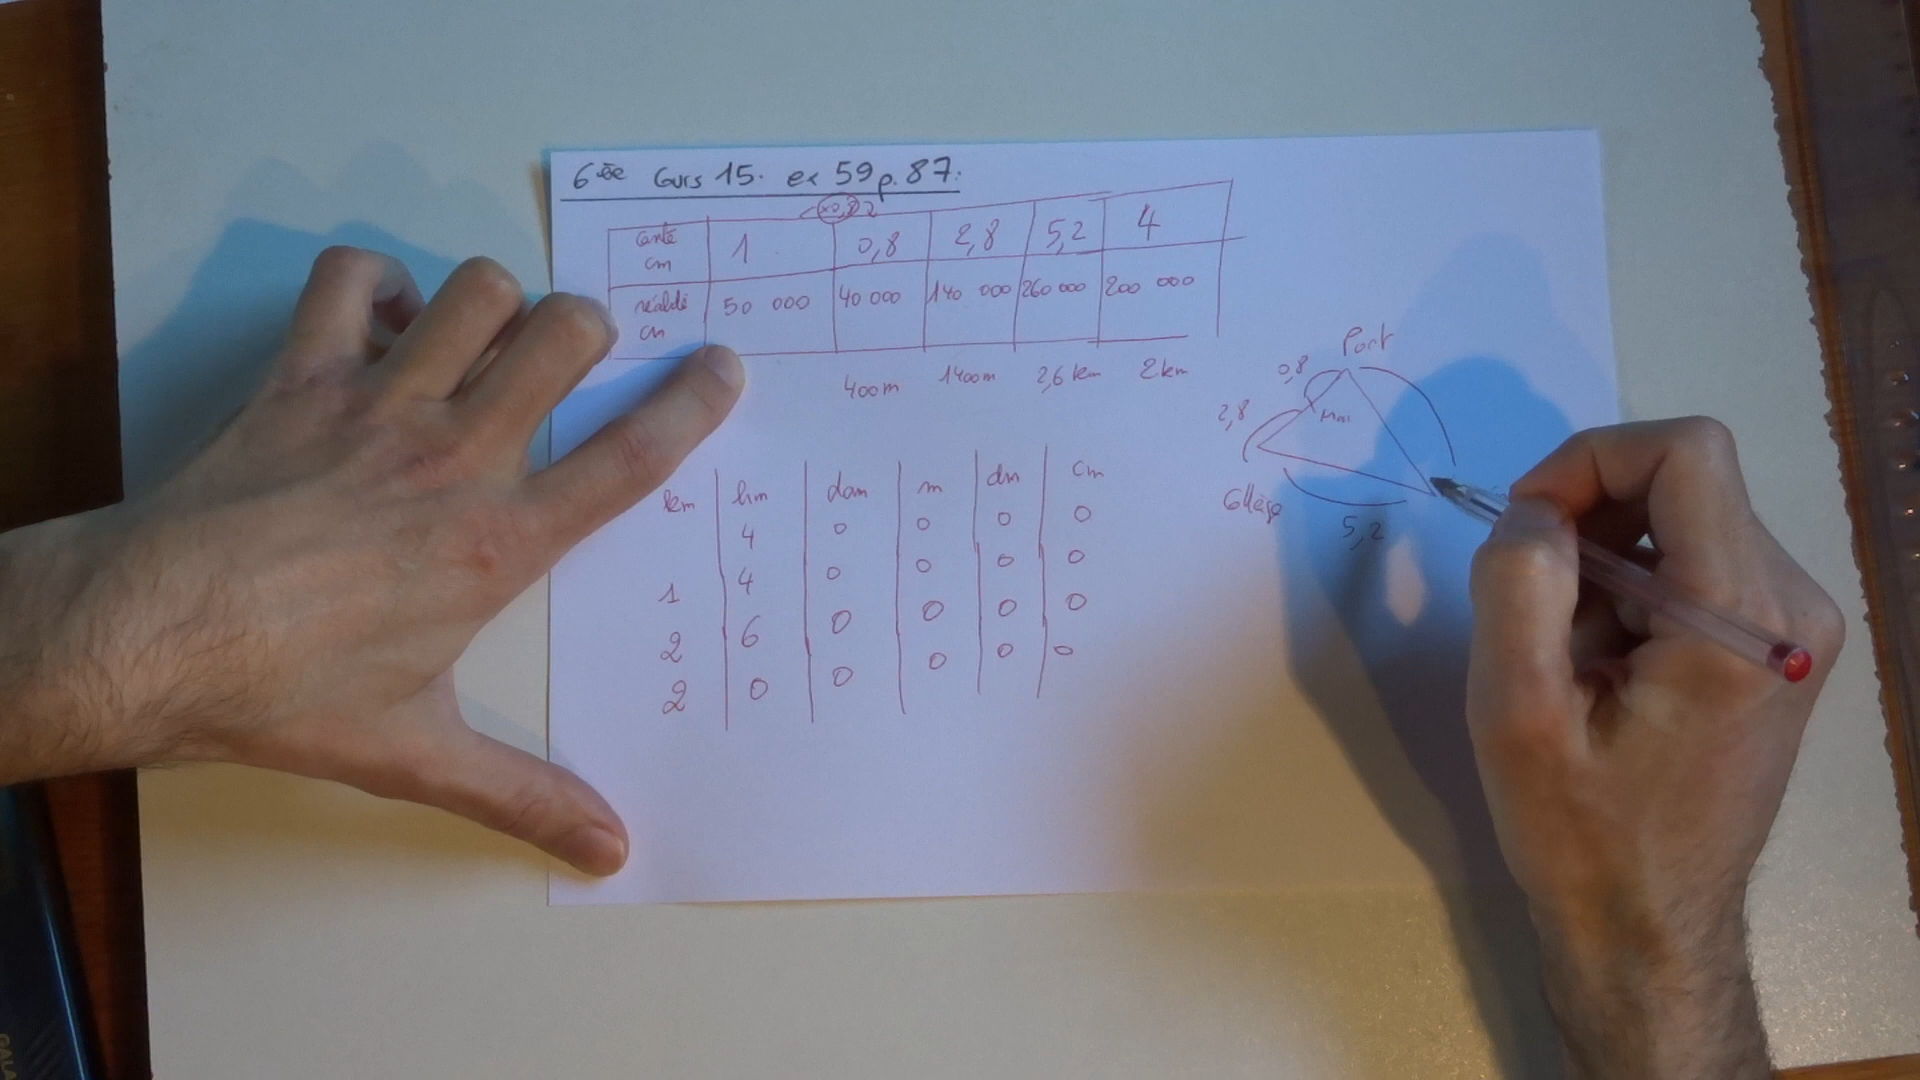 6ème Cours 15. ex 59 p. 87.
×0,8
carte cm 1 0,8 2,8 5,2 4
réalité cm 50 000 40 000 140 000 260 000 200 000
400m 1400m 2,6 km 2 km
km hm dam m dm cm
4 0 0 0 0
1 4 0 0 0 0
2 6 0 0 0 0
2 0 0 0 0 0
Port
0,8
2,8
Collège
5,2
GALA